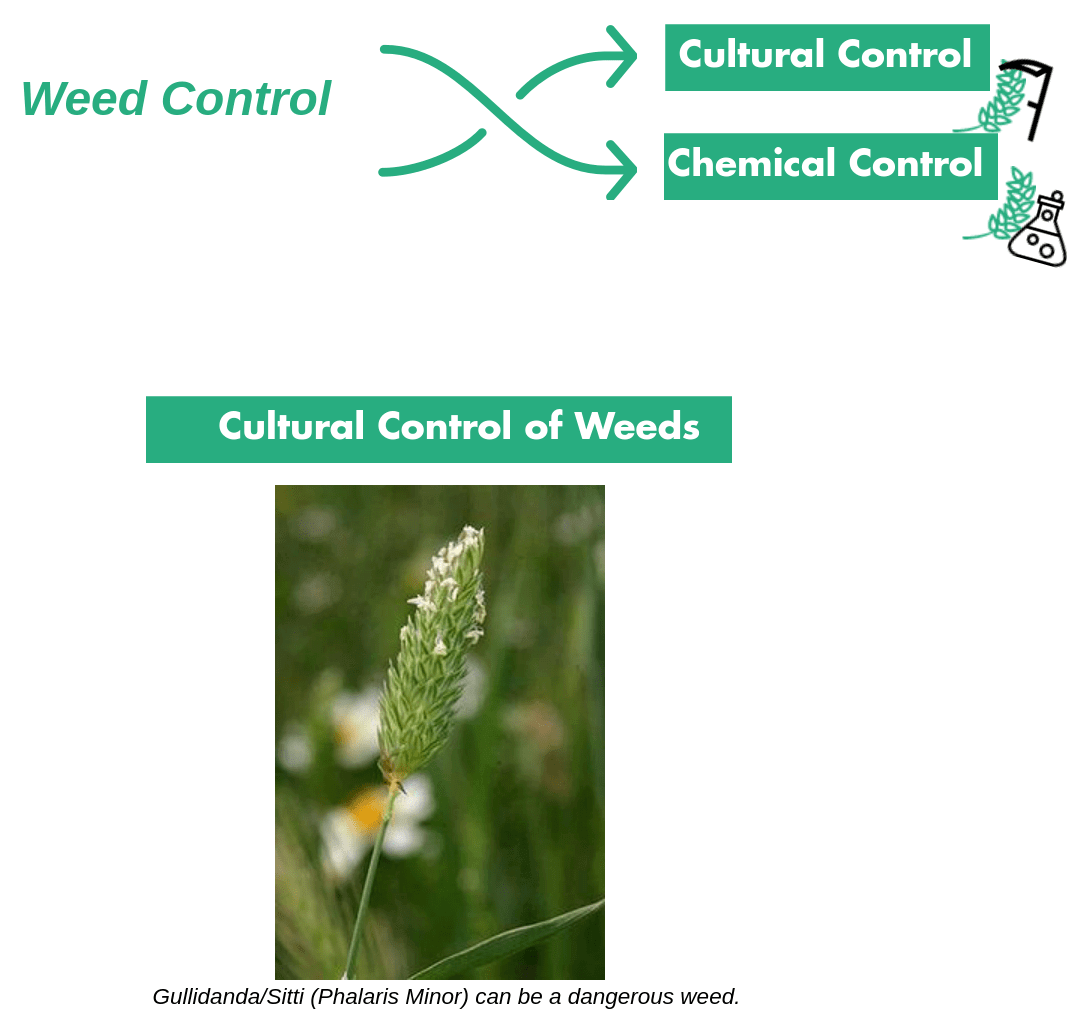 Weed Control
Cultural Control
Chemical Control
Cultural Control of Weeds
Gullidanda/Sitti (Phalaris Minor) can be a dangerous weed.